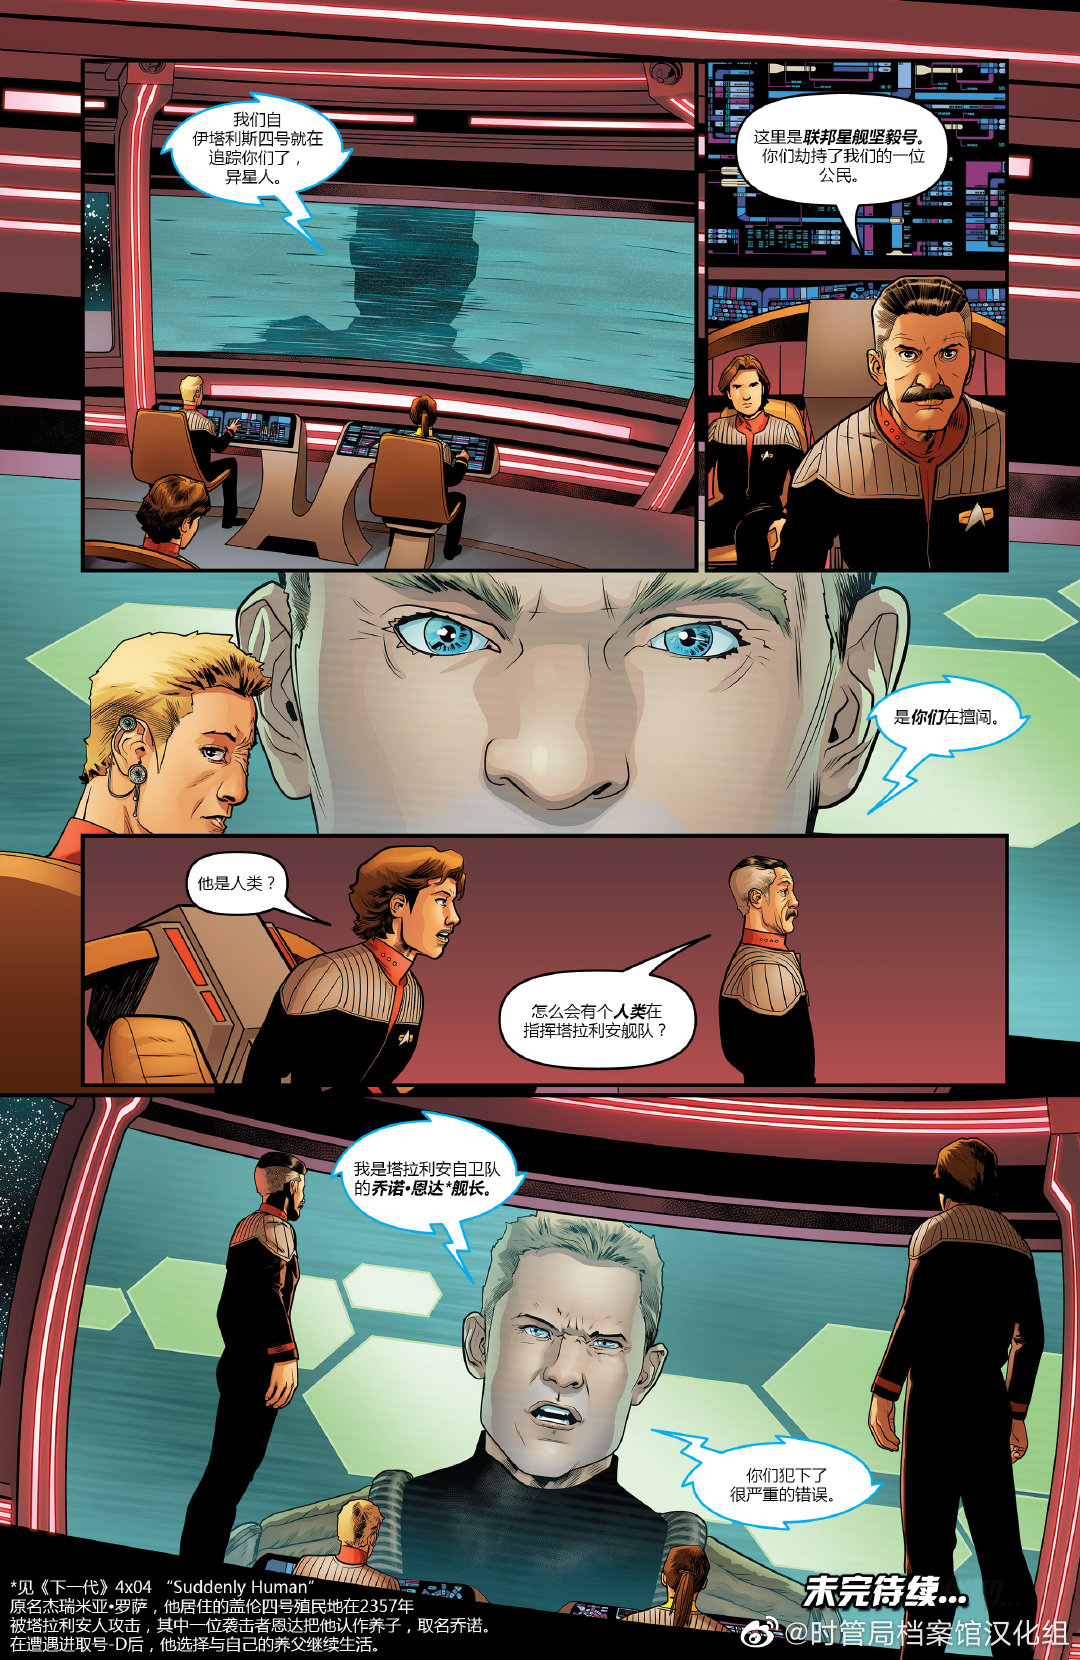 我们自
伊塔利斯四号就在
追踪你们了，
异星人。
这里是联邦星舰坚毅号。
你们劫持了我们的一位
公民。
是你们在擅闯。
他是人类？
怎么会有个人类在
指挥塔拉利安舰队？
我是塔拉利安自卫队
的乔诺•恩达*舰长。
你们犯下了
很严重的错误。
*见《下一代》4x04 “Suddenly Human”
原名杰瑞米亚•罗萨，他居住的盖伦四号殖民地在2357年
被塔拉利安人攻击，其中一位袭击者恩达把他认作养子，取名乔诺。
在遭遇进取号-D后，他选择与自己的养父继续生活。
未完待续...
@时管局档案馆汉化组